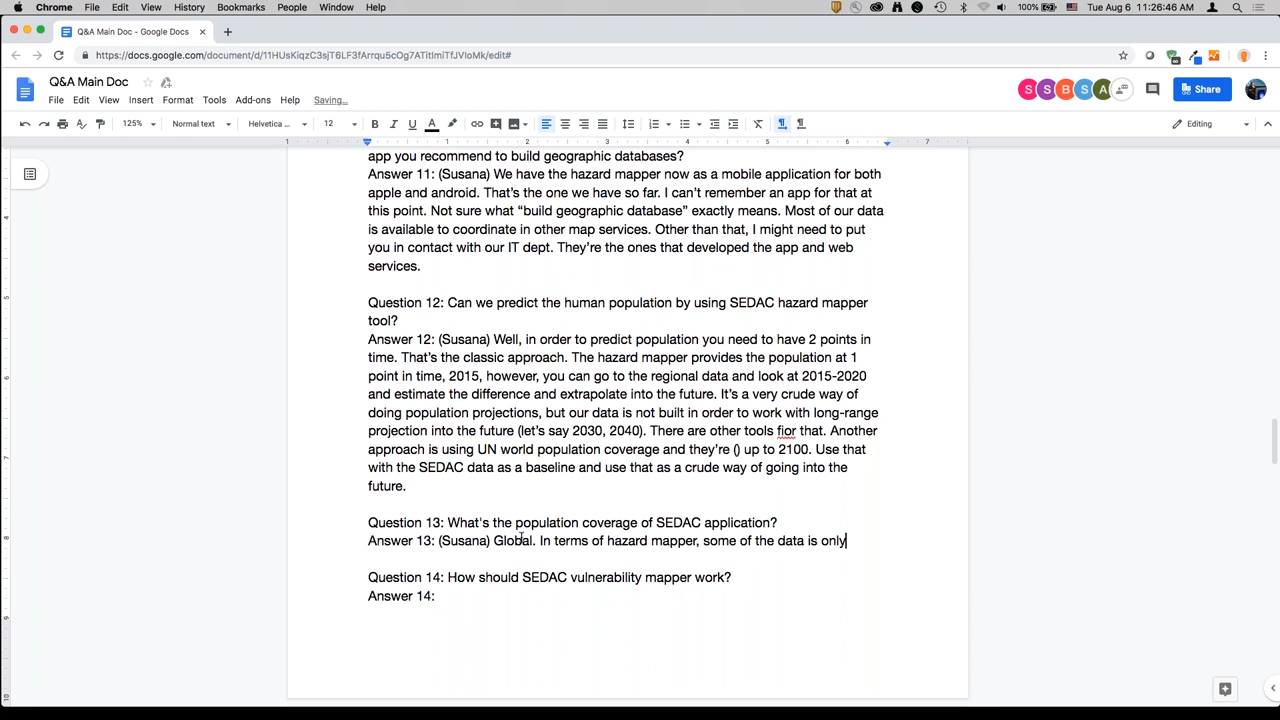 Chrome File Edit View History Bookmarks People Window Help 100% Tue Aug 6 11:26:46 AM
Q&A Main Doc - Google Docs
https://docs.google.com/document/d/11HUsKiqzC3sjT6LF3fArrqu5cOg7ATitImiTfJVIoMk/edit#
Q&A Main Doc
S S B S A Share
File Edit View Insert Format Tools Add-ons Help Saving...
125% Normal text Helvetica ... 12 B I U A Editing
1 1 2 3 4 5 6 7
app you recommend to build geographic databases?
Answer 11: (Susana) We have the hazard mapper now as a mobile application for both
apple and android. That's the one we have so far. I can't remember an app for that at
this point. Not sure what “build geographic database” exactly means. Most of our data
is available to coordinate in other map services. Other than that, I might need to put
you in contact with our IT dept. They're the ones that developed the app and web
services.
Question 12: Can we predict the human population by using SEDAC hazard mapper
tool?
Answer 12: (Susana) Well, in order to predict population you need to have 2 points in
time. That's the classic approach. The hazard mapper provides the population at 1
point in time, 2015, however, you can go to the regional data and look at 2015-2020
and estimate the difference and extrapolate into the future. It's a very crude way of
doing population projections, but our data is not built in order to work with long-range
projection into the future (let's say 2030, 2040). There are other tools fior that. Another
approach is using UN world population coverage and they're () up to 2100. Use that
with the SEDAC data as a baseline and use that as a crude way of going into the
future.
Question 13: What's the population coverage of SEDAC application?
Answer 13: (Susana) Global. In terms of hazard mapper, some of the data is only
Question 14: How should SEDAC vulnerability mapper work?
Answer 14: